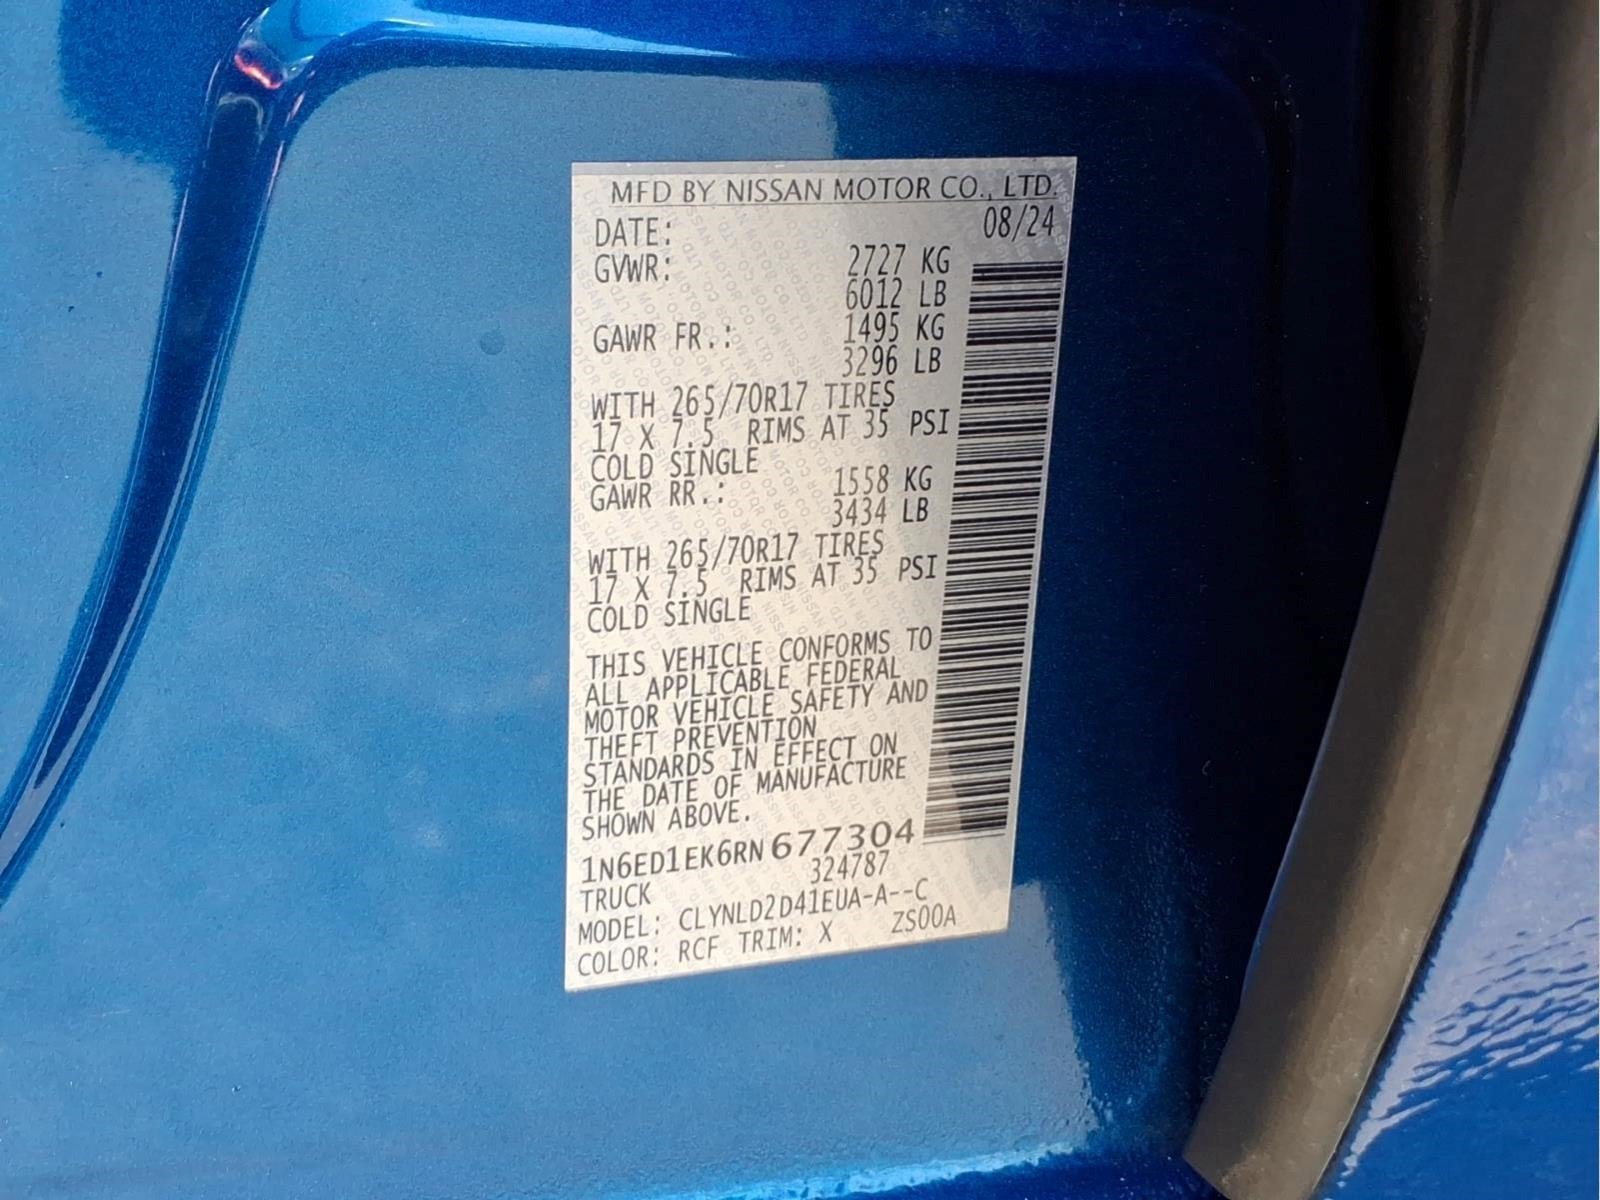 MFD BY NISSAN MOTOR CO., LTD.
DATE: 08/24
GVWR: 2727 KG
6012 LB
GAWR FR.: 1495 KG
3296 LB
WITH 265/70R17 TIRES
17 X 7.5 RIMS AT 35 PSI
COLD SINGLE
GAWR RR.: 1558 KG
3434 LB
WITH 265/70R17 TIRES
17 X 7.5 RIMS AT 35 PSI
COLD SINGLE
THIS VEHICLE CONFORMS TO
ALL APPLICABLE FEDERAL
MOTOR VEHICLE SAFETY AND
THEFT PREVENTION
STANDARDS IN EFFECT ON
THE DATE OF MANUFACTURE
SHOWN ABOVE.
1N6ED1EK6RN677304
324787
TRUCK
MODEL: CLYNLD2D41EUA-A--C
COLOR: RCF TRIM: X ZS00A